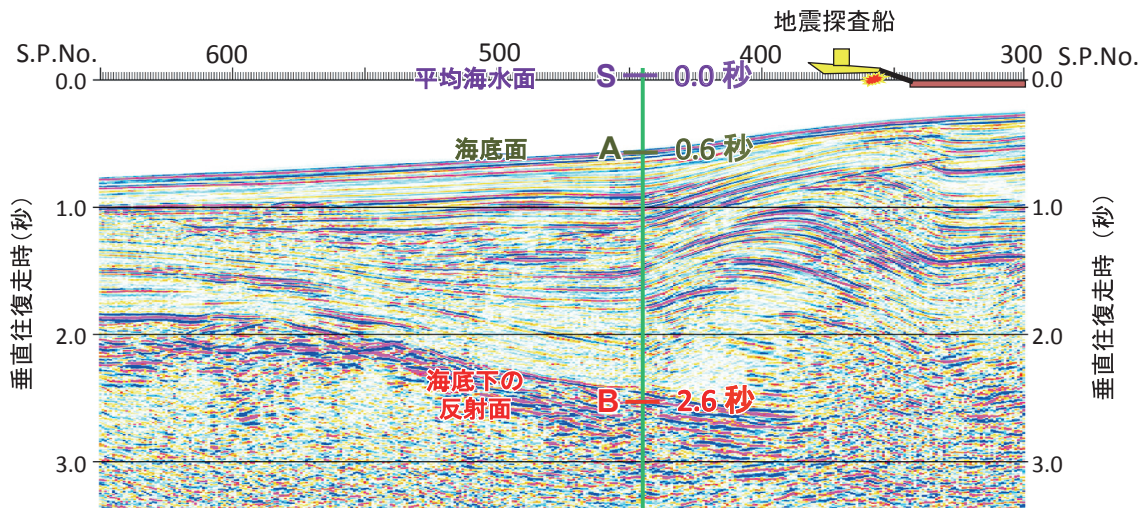 地震探査船
S.P.No. 600 500 400 300 S.P.No.
0.0 平均海水面 S 0.0 秒 0.0
海底面 A 0.6 秒
1.0 1.0
垂直往復走時(秒)
垂直往復走時 (秒)
2.0 2.0
海底下の
反射面
B 2.6 秒
3.0 3.0